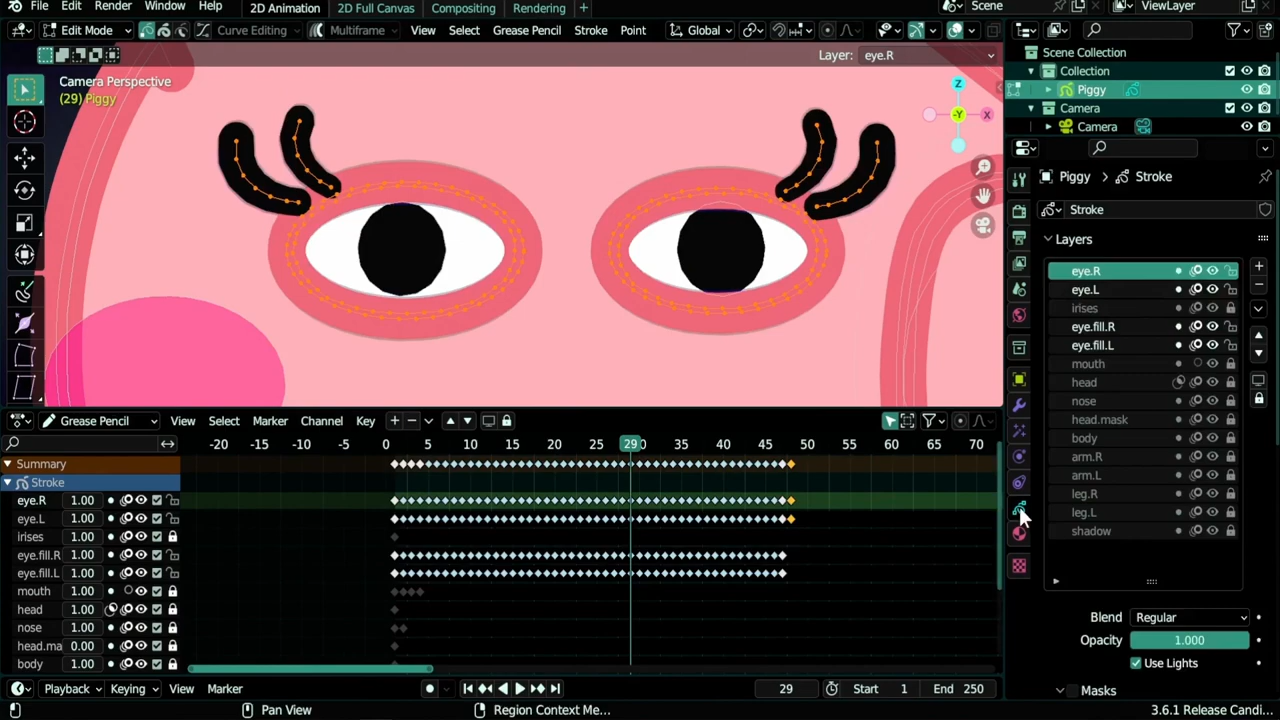 File Edit Render Window Help 2D Animation 2D Full Canvas Compositing Rendering + Scene ViewLayer
Edit Mode Curve Editing Multiframe View Select Grease Pencil Stroke Point Global
Layer: eye.R
Camera Perspective
(29) Piggy
Z
-Y
X
Scene Collection
Collection
Piggy
Camera
Camera
Piggy > Stroke
Stroke
Layers
eye.R
eye.L
irises
eye.fill.R
eye.fill.L
mouth
head
nose
head.mask
body
arm.R
arm.L
leg.R
leg.L
shadow
Blend Regular
Opacity 1.000
Use Lights
Masks
Grease Pencil View Select Marker Channel Key
-20 -15 -10 -5 5 10 15 20 25 29 35 40 45 50 55 60 65 70
Summary
Stroke
eye.R 1.00
eye.L 1.00
irises 1.00
eye.fill.R 1.00
eye.fill.L 1.00
mouth 1.00
head 1.00
nose 1.00
head.ma 0.00
body 1.00
Playback Keying View Marker 29 Start 1 End 250
Pan View Region Context Me... 3.6.1 Release Candi...